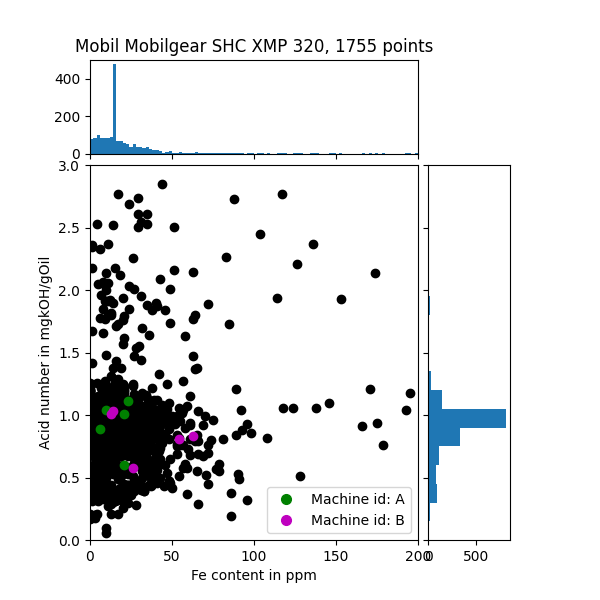 Mobil Mobilgear SHC XMP 320, 1755 points
400
200
0
3.0
2.5
2.0
1.5
1.0
0.5
0.0
Acid number in mgkOH/gOil
Machine id: A
Machine id: B
0 50 100 150 200
0 500
Fe content in ppm